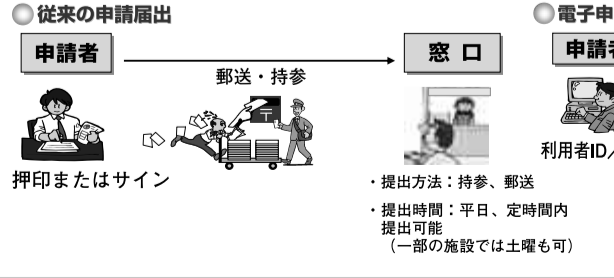 従来の申請届出
電子申
申請者
窓 口
申請者
郵送・持参
〒
押印またはサイン
利用者ID／
・提出方法：持参、郵送
・提出時間：平日、定時間内
提出可能
（一部の施設では土曜も可）